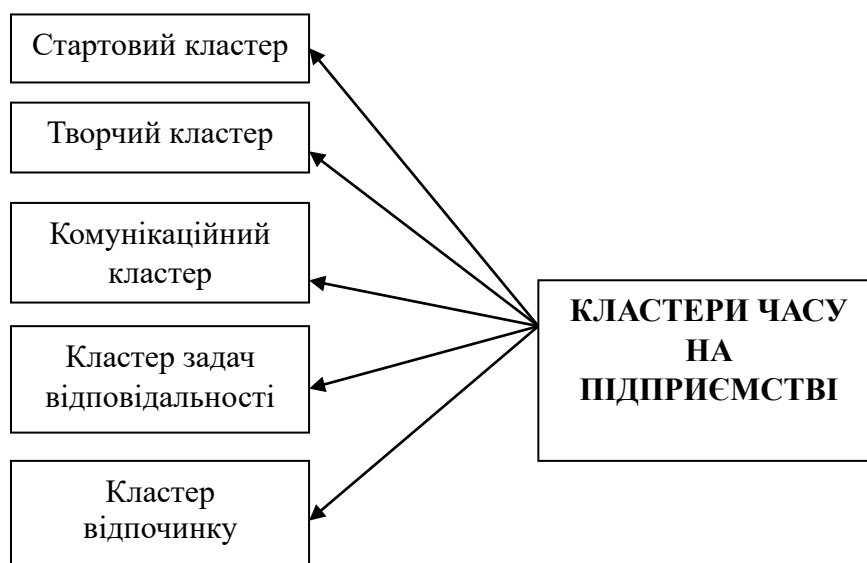 Стартовий кластер
Творчий кластер
Комунікаційний
кластер
Кластер задач
відповідальності
Кластер
відпочинку
КЛАСТЕРИ ЧАСУ
НА
ПІДПРИЄМСТВІ